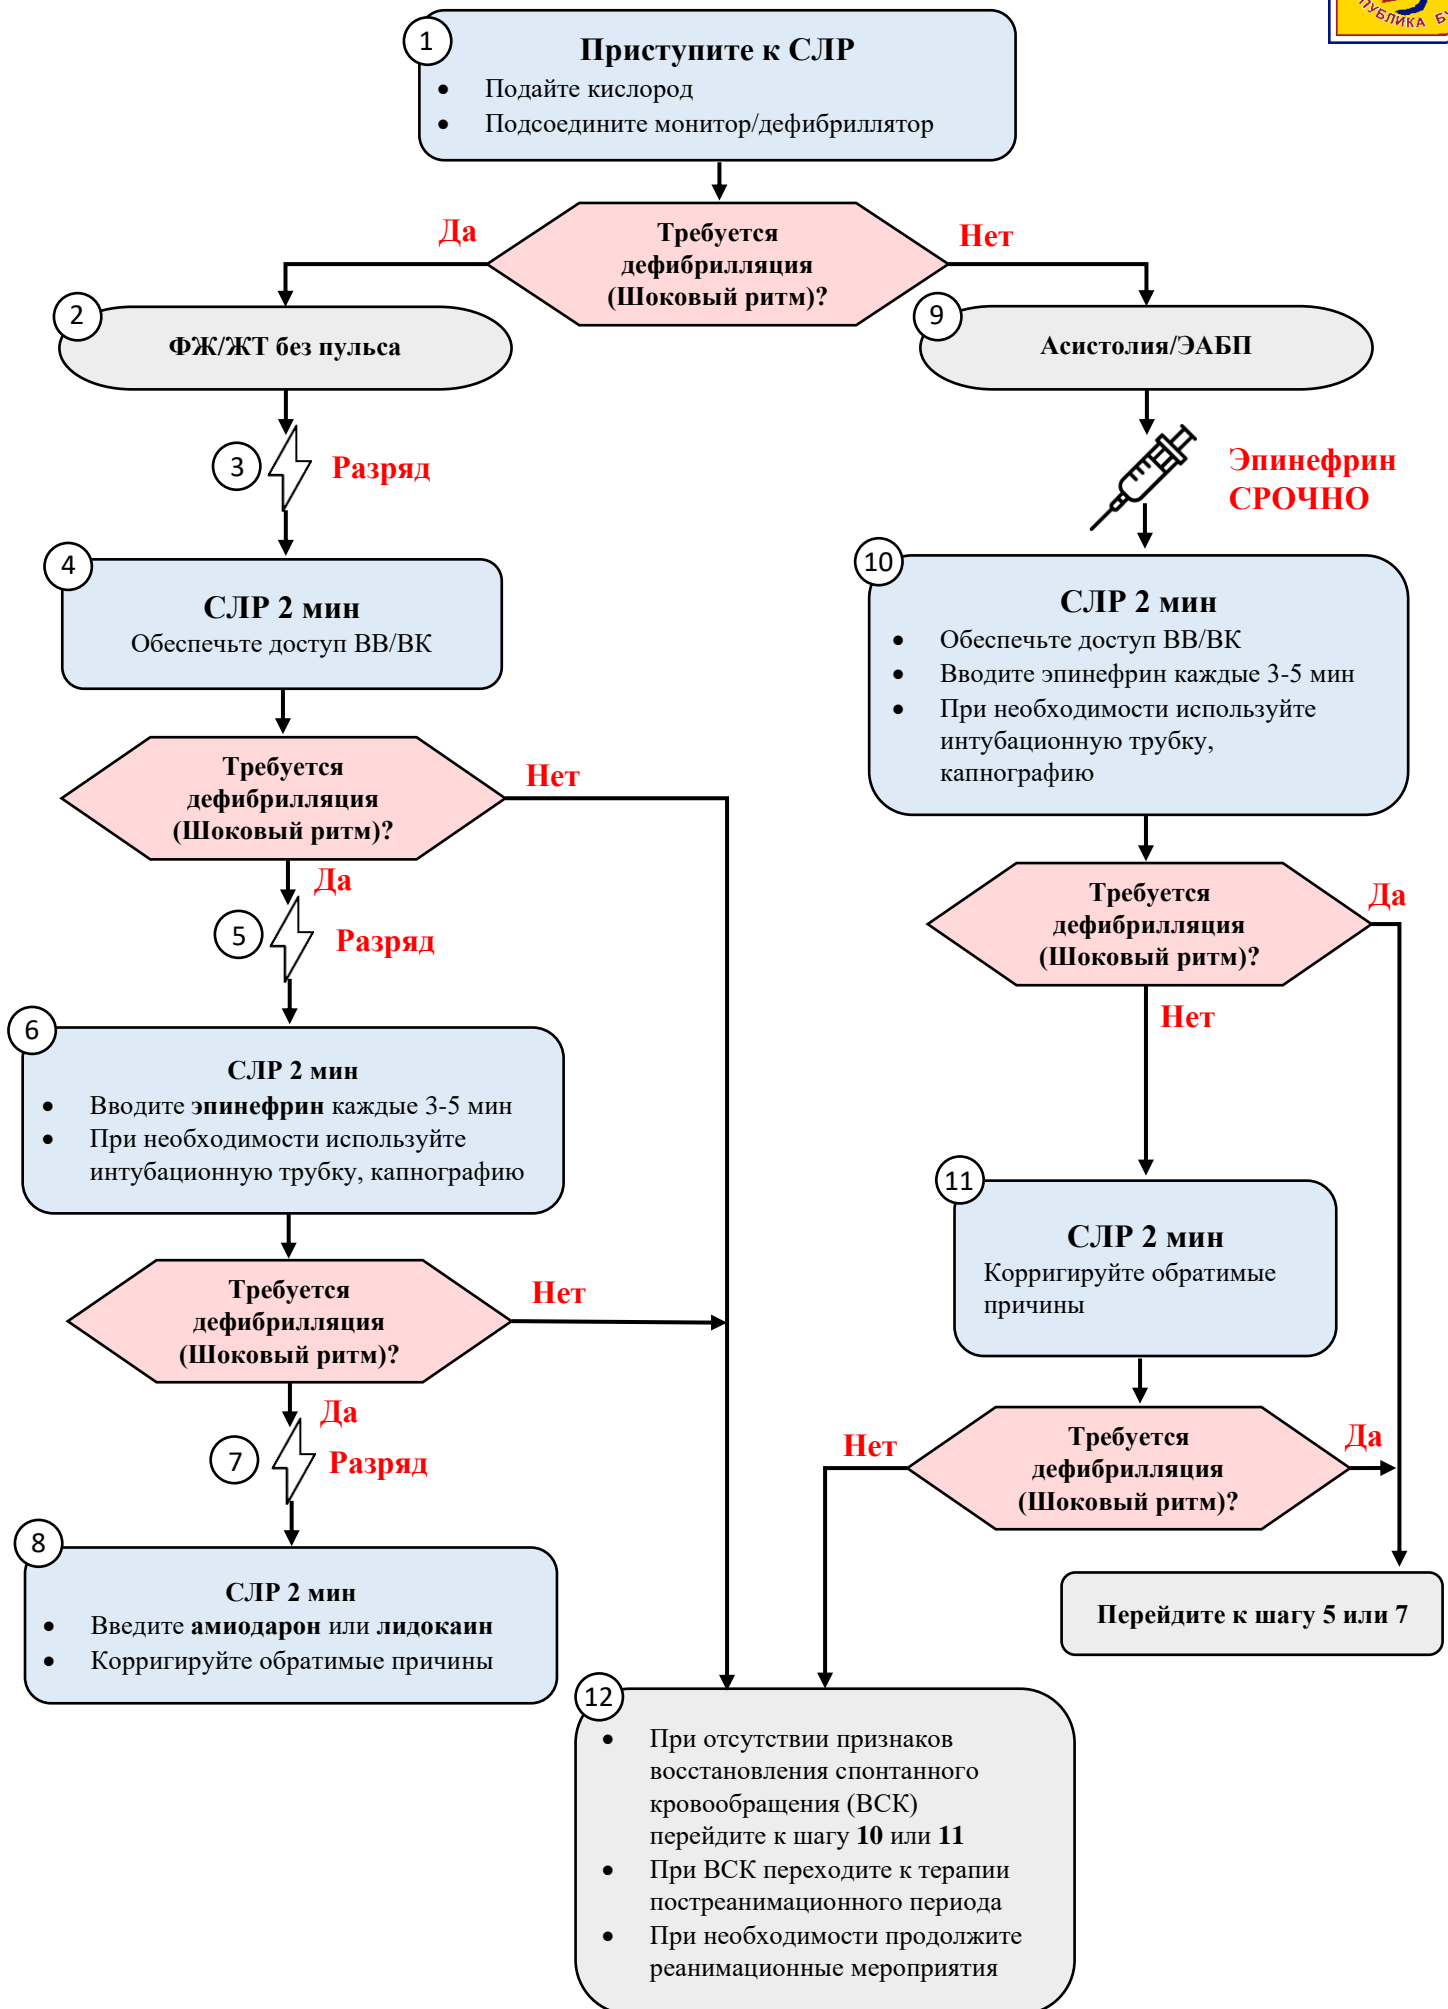 1
Приступите к СЛР
• Подайте кислород
• Подсоедините монитор/дефибриллятор
Требуется
дефибрилляция
(Шоковый ритм)?
Да
Нет
2
ФЖ/ЖТ без пульса
3
Разряд
4
СЛР 2 мин
Обеспечьте доступ ВВ/ВК
Требуется
дефибрилляция
(Шоковый ритм)?
Нет
Да
5
Разряд
6
СЛР 2 мин
• Вводите эпинефрин каждые 3-5 мин
• При необходимости используйте
интубационную трубку, капнографию
Требуется
дефибрилляция
(Шоковый ритм)?
Нет
Да
7
Разряд
8
СЛР 2 мин
• Введите амиодарон или лидокаин
• Корригируйте обратимые причины
9
Асистолия/ЭАБП
Эпинефрин
СРОЧНО
10
СЛР 2 мин
• Обеспечьте доступ ВВ/ВК
• Вводите эпинефрин каждые 3-5 мин
• При необходимости используйте
интубационную трубку,
капнографию
Требуется
дефибрилляция
(Шоковый ритм)?
Да
Нет
11
СЛР 2 мин
Корригируйте обратимые
причины
Требуется
дефибрилляция
(Шоковый ритм)?
Нет
Да
Перейдите к шагу 5 или 7
12
• При отсутствии признаков
восстановления спонтанного
кровообращения (ВСК)
перейдите к шагу 10 или 11
• При ВСК переходите к терапии
постреанимационного периода
• При необходимости продолжите
реанимационные мероприятия